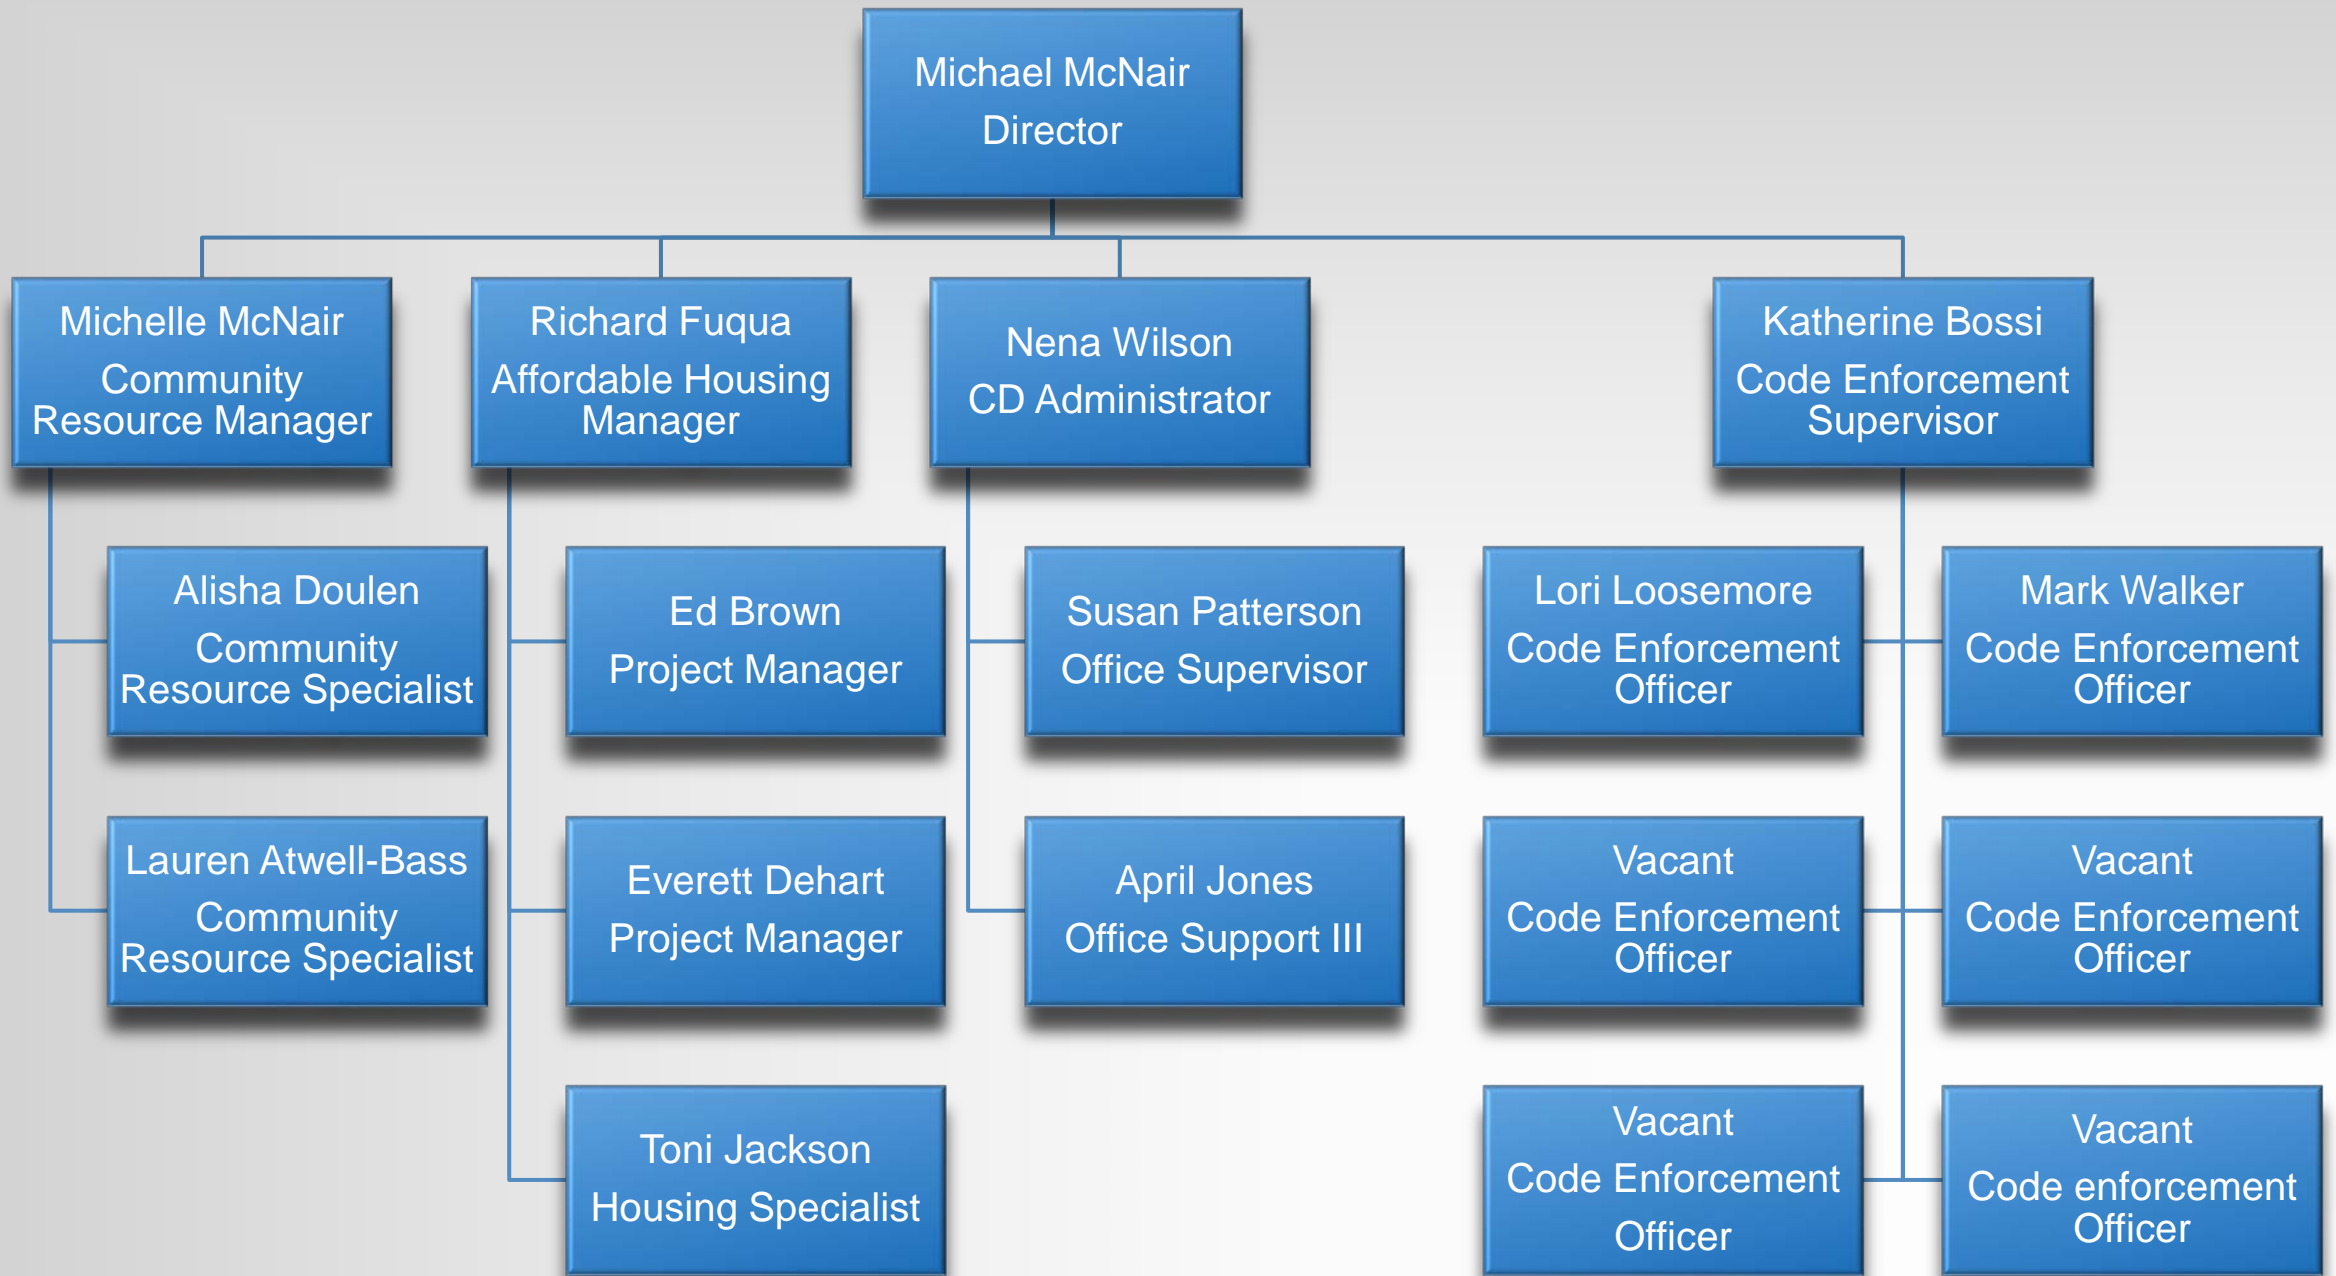 Michael McNair
Director
Michelle McNair
Community
Resource Manager
Richard Fuqua
Affordable Housing
Manager
Nena Wilson
CD Administrator
Katherine Bossi
Code Enforcement
Supervisor
Alisha Doulen
Community
Resource Specialist
Ed Brown
Project Manager
Susan Patterson
Office Supervisor
Lori Loosemore
Code Enforcement
Officer
Mark Walker
Code Enforcement
Officer
Lauren Atwell-Bass
Community
Resource Specialist
Everett Dehart
Project Manager
April Jones
Office Support III
Vacant
Code Enforcement
Officer
Vacant
Code Enforcement
Officer
Toni Jackson
Housing Specialist
Vacant
Code Enforcement
Officer
Vacant
Code enforcement
Officer